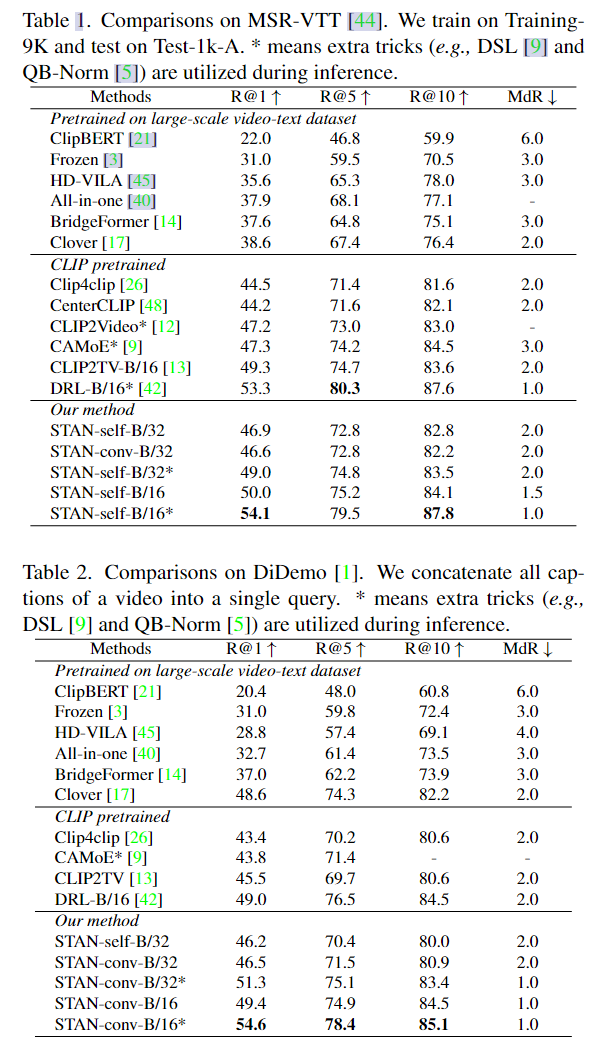 Table 1. Comparisons on MSR-VTT [44]. We train on Training-
9K and test on Test-1k-A. * means extra tricks (e.g., DSL [9] and
QB-Norm [5]) are utilized during inference.
Methods R@1 ↑ R@5 ↑ R@10 ↑ MdR ↓
Pretrained on large-scale video-text dataset
ClipBERT [21] 22.0 46.8 59.9 6.0
Frozen [3] 31.0 59.5 70.5 3.0
HD-VILA [45] 35.6 65.3 78.0 3.0
All-in-one [40] 37.9 68.1 77.1 -
BridgeFormer [14] 37.6 64.8 75.1 3.0
Clover [17] 38.6 67.4 76.4 2.0
CLIP pretrained
Clip4clip [26] 44.5 71.4 81.6 2.0
CenterCLIP [48] 44.2 71.6 82.1 2.0
CLIP2Video* [12] 47.2 73.0 83.0 -
CAMoE* [9] 47.3 74.2 84.5 3.0
CLIP2TV-B/16 [13] 49.3 74.7 83.6 2.0
DRL-B/16* [42] 53.3 80.3 87.6 1.0
Our method
STAN-self-B/32 46.9 72.8 82.8 2.0
STAN-conv-B/32 46.6 72.8 82.2 2.0
STAN-self-B/32* 49.0 74.8 83.5 2.0
STAN-self-B/16 50.0 75.2 84.1 1.5
STAN-self-B/16* 54.1 79.5 87.8 1.0
Table 2. Comparisons on DiDemo [1]. We concatenate all cap-
tions of a video into a single query. * means extra tricks (e.g.,
DSL [9] and QB-Norm [5]) are utilized during inference.
Methods R@1 ↑ R@5 ↑ R@10 ↑ MdR ↓
Pretrained on large-scale video-text dataset
ClipBERT [21] 20.4 48.0 60.8 6.0
Frozen [3] 31.0 59.8 72.4 3.0
HD-VILA [45] 28.8 57.4 69.1 4.0
All-in-one [40] 32.7 61.4 73.5 3.0
BridgeFormer [14] 37.0 62.2 73.9 3.0
Clover [17] 48.6 74.3 82.2 2.0
CLIP pretrained
Clip4clip [26] 43.4 70.2 80.6 2.0
CAMoE* [9] 43.8 71.4 - -
CLIP2TV [13] 45.5 69.7 80.6 2.0
DRL-B/16 [42] 49.0 76.5 84.5 2.0
Our method
STAN-self-B/32 46.2 70.4 80.0 2.0
STAN-conv-B/32 46.5 71.5 80.9 2.0
STAN-conv-B/32* 51.3 75.1 83.4 1.0
STAN-conv-B/16 49.4 74.9 84.5 1.0
STAN-conv-B/16* 54.6 78.4 85.1 1.0